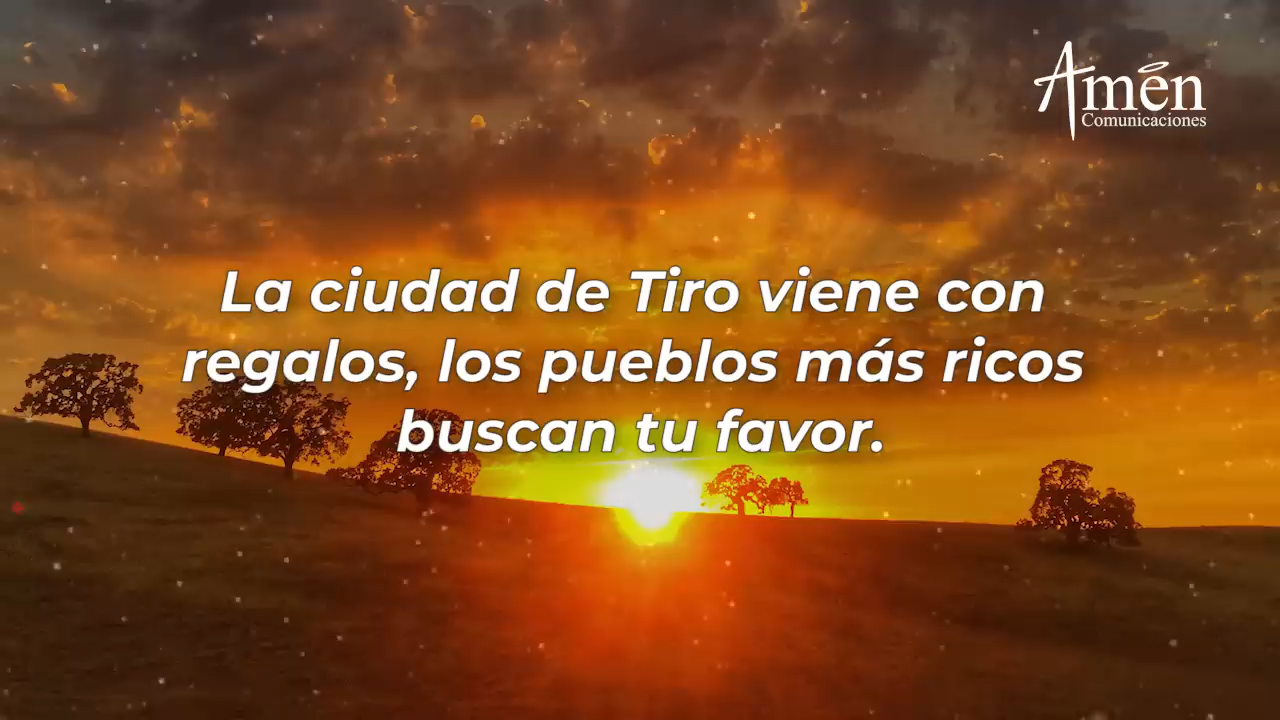 Amén
Comunicaciones
La ciudad de Tiro viene con
regalos, los pueblos más ricos
buscan tu favor.